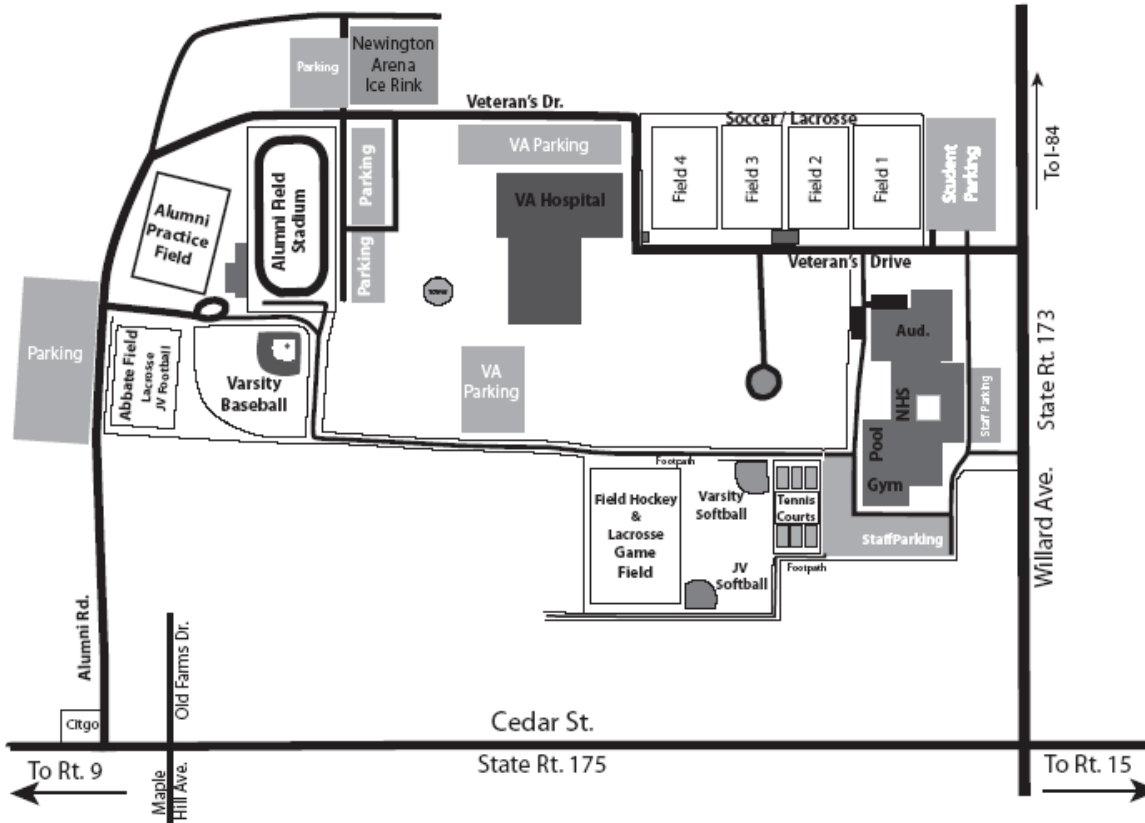 Newington
Arena
Ice Rink
Parking
Veteran's Dr.
Soccer / Lacrosse
To I-84
VA Parking
Parking
Field 4
Field 3
Field 2
Field 1
Student
Parking
VA Hospital
Alumni
Practice
Field
Alumni Field
Stadium
Parking
Veteran's Drive
Aud.
Parking
Abbate Field
Lacrosse
JV Football
Varsity
Baseball
VA
Parking
NHS
Staff Parking
State Rt. 173
Pool
Gym
Footpath
Field Hockey
&
Lacrosse
Game
Field
Varsity
Softball
Tennis
Courts
StaffParking
JV
Softball
Footpath
Willard Ave.
Alumni Rd.
Old Farms Dr.
Citgo
Cedar St.
To Rt. 9
Maple
Hill Ave.
State Rt. 175
To Rt. 15